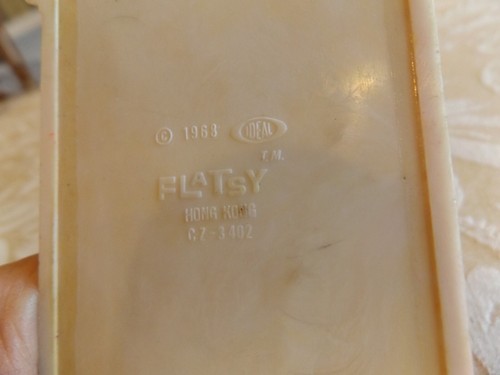 © 1968 IDEAL
T.M.
FLATSY
HONG KONG
CZ-3402